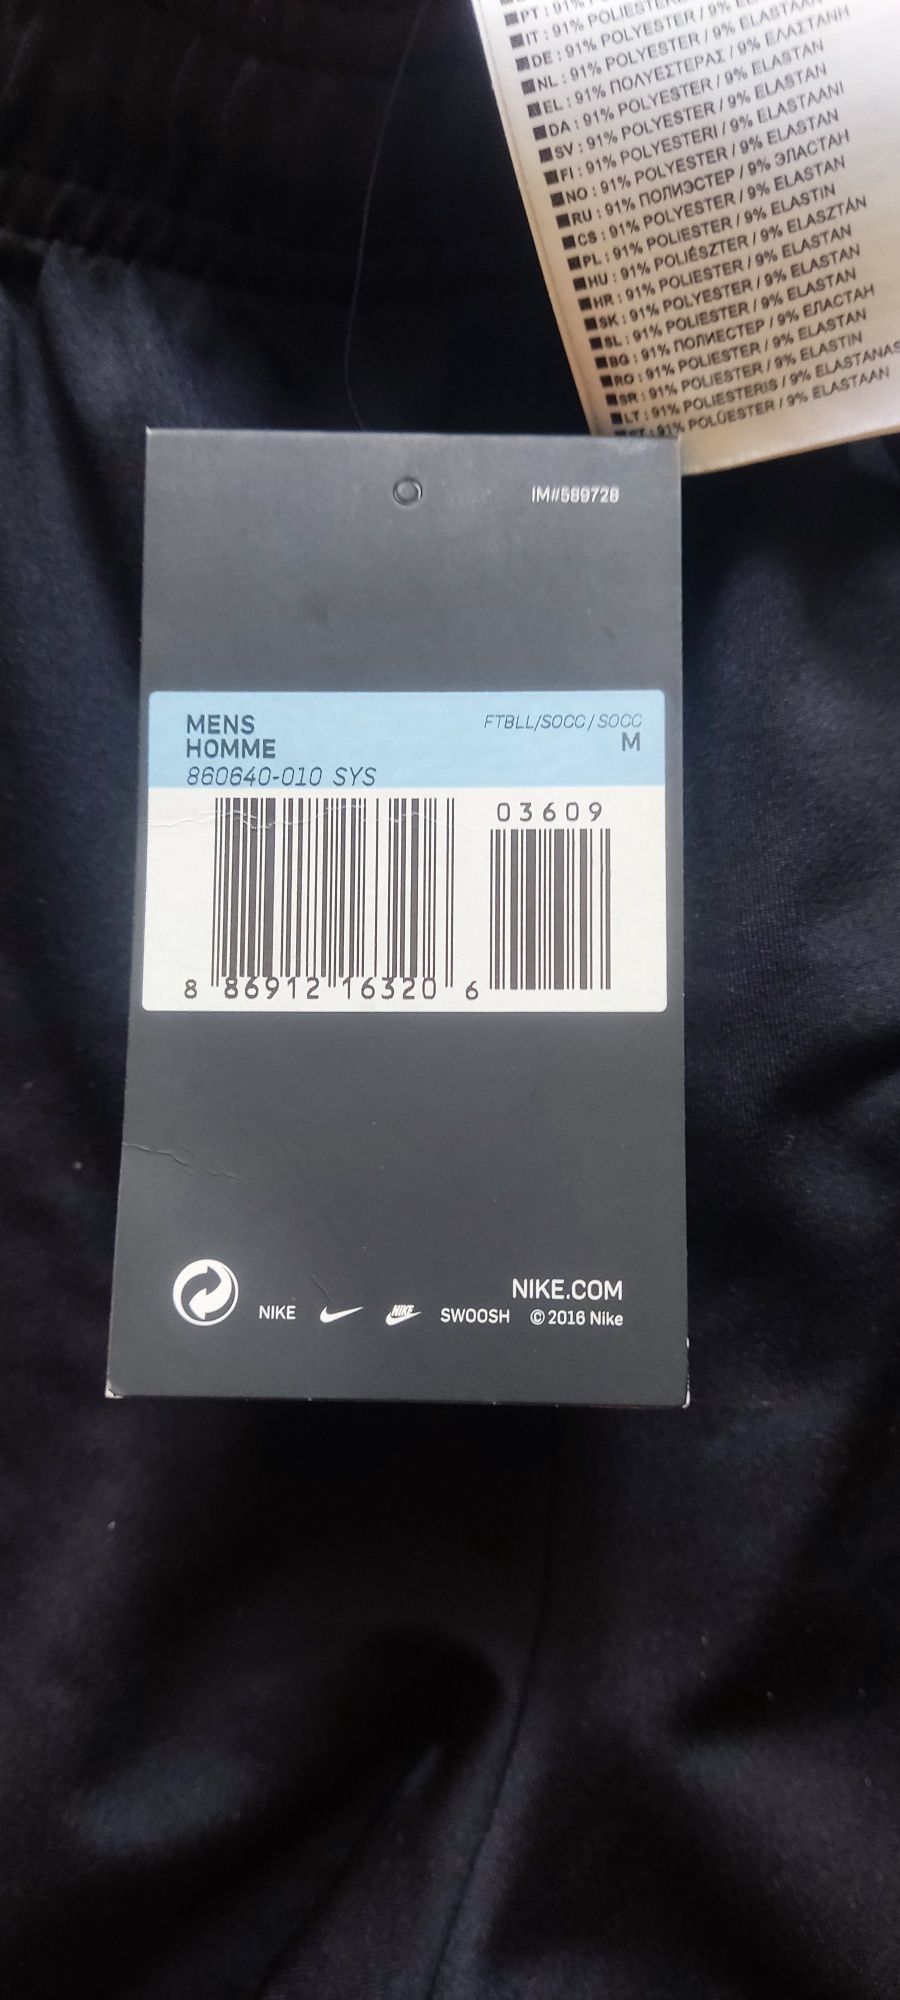 PT : 91% POLIESTER
IT : 91% POLIESTERE / 9% ELASTAN
DE : 91% POLYESTER / 9% ELASTAN
NL : 91% POLYESTER / 9% ELASTAAN
EL : 91% ΠΟΛΥΕΣΤΕΡΑΣ / 9% ΕΛΑΣΤΑΝΗ
DA : 91% POLYESTER / 9% ELASTAN
SV : 91% POLYESTER / 9% ELASTAN
FI : 91% POLYESTERI / 9% ELASTAANI
NO : 91% POLYESTER / 9% ELASTAN
RU : 91% ПОЛИЭСТЕР / 9% ЭЛАСТАН
CS : 91% POLYESTER / 9% ELASTAN
PL : 91% POLIESTER / 9% ELASTIN
HU : 91% POLIÉSZTER / 9% ELASZTÁN
HR : 91% POLIESTER / 9% ELASTAN
SK : 91% POLYESTER / 9% ELASTAN
SL : 91% POLIESTER / 9% ELASTAN
BG : 91% ПОЛИЕСТЕР / 9% ЕЛАСТАН
RO : 91% POLIESTER / 9% ELASTAN
SR : 91% POLIESTER / 9% ELASTIN
LT : 91% POLIESTERIS / 9% ELASTANAS
ET : 91% POLÜESTER / 9% ELASTAAN
IM#589728
MENS
HOMME
860640-010 SYS
FTBLL/SOCC/SOCC
M
03609
8 86912 16320 6
NIKE.COM
NIKE NIKE SWOOSH © 2016 Nike